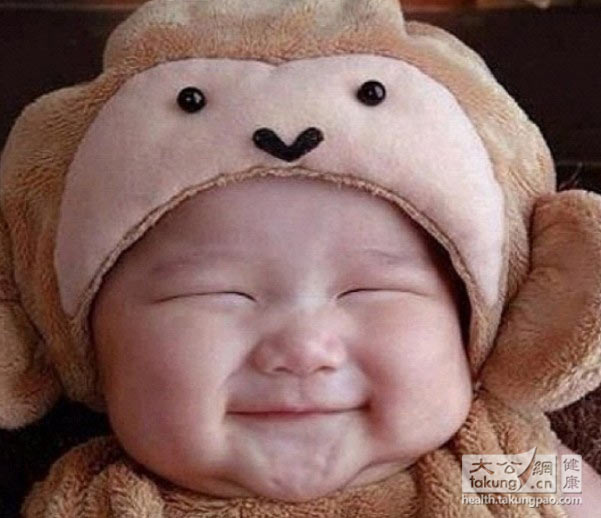 大公網 健康
takung.cn
health.takungpao.com